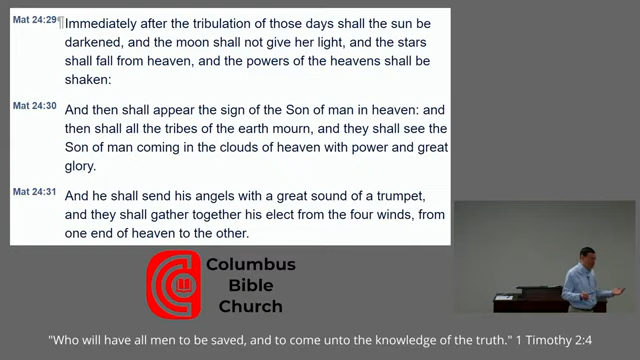 Mat 24:29 ¶Immediately after the tribulation of those days shall the sun be
darkened, and the moon shall not give her light, and the stars
shall fall from heaven, and the powers of the heavens shall be
shaken:
Mat 24:30 And then shall appear the sign of the Son of man in heaven: and
then shall all the tribes of the earth mourn, and they shall see the
Son of man coming in the clouds of heaven with power and great
glory.
Mat 24:31 And he shall send his angels with a great sound of a trumpet,
and they shall gather together his elect from the four winds, from
one end of heaven to the other.
Columbus
Bible
Church
"Who will have all men to be saved, and to come unto the knowledge of the truth." 1 Timothy 2:4